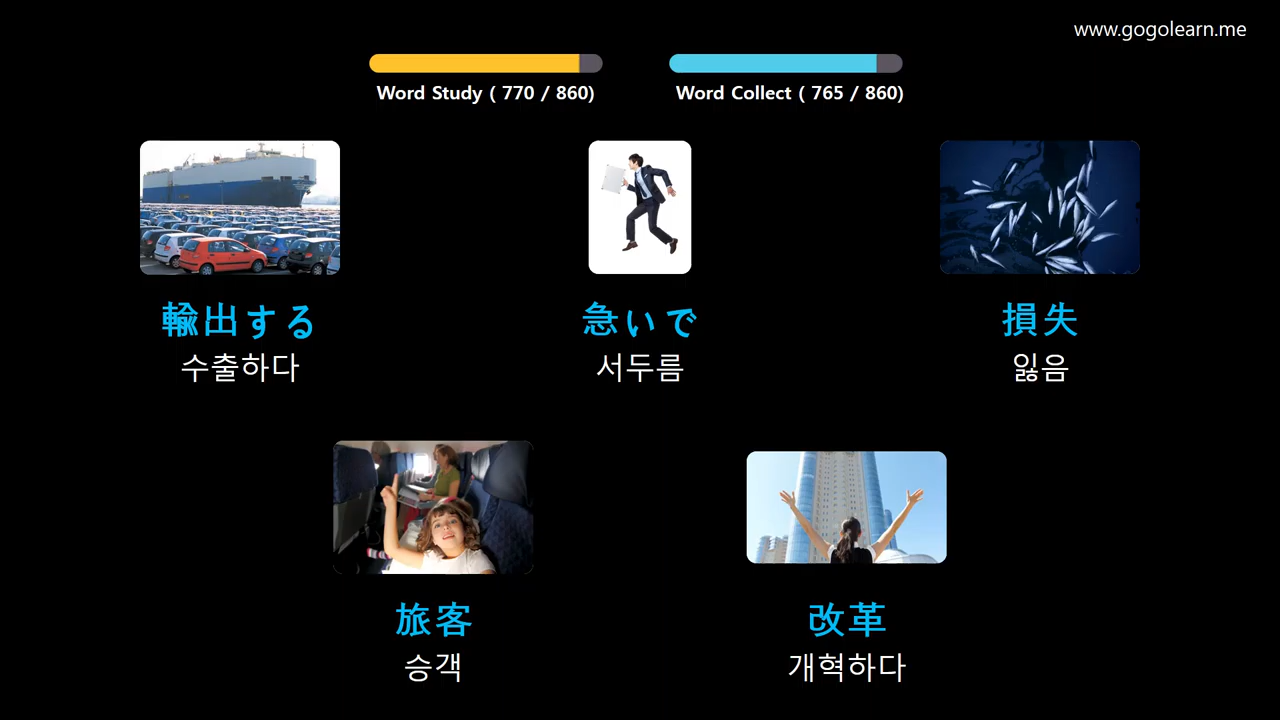 www.gogolearn.me
Word Study ( 770 / 860)
Word Collect ( 765 / 860)
輸出する
수출하다
急いで
서두름
損失
잃음
旅客
승객
改革
개혁하다